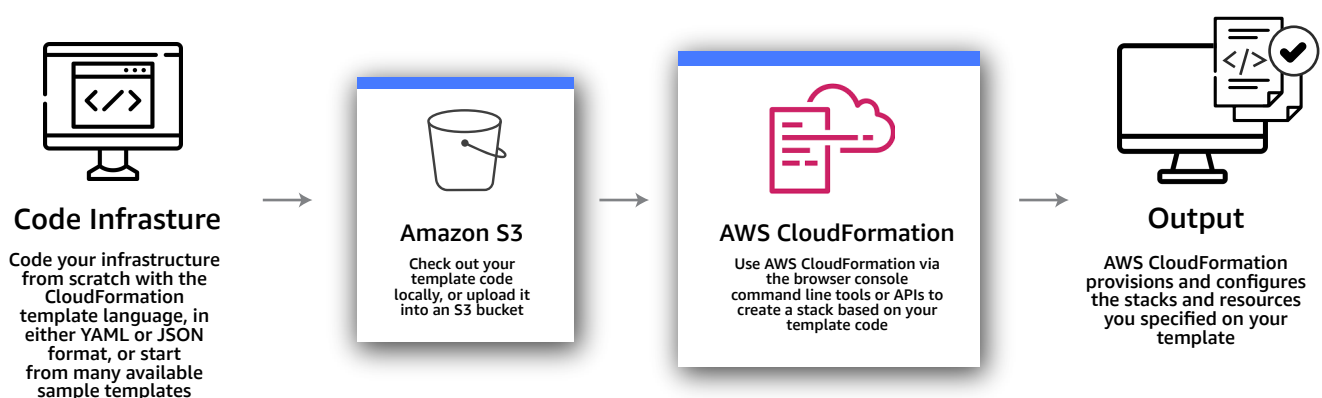 Code Infrasture
Code your infrastructure
from scratch with the
CloudFormation
template language, in
either YAML or JSON
format, or start
from many available
sample templates
Amazon S3
Check out your
template code
locally, or upload it
into an S3 bucket
AWS CloudFormation
Use AWS CloudFormation via
the browser console
command line tools or APIs to
create a stack based on your
template code
Output
AWS CloudFormation
provisions and configures
the stacks and resources
you specified on your
template